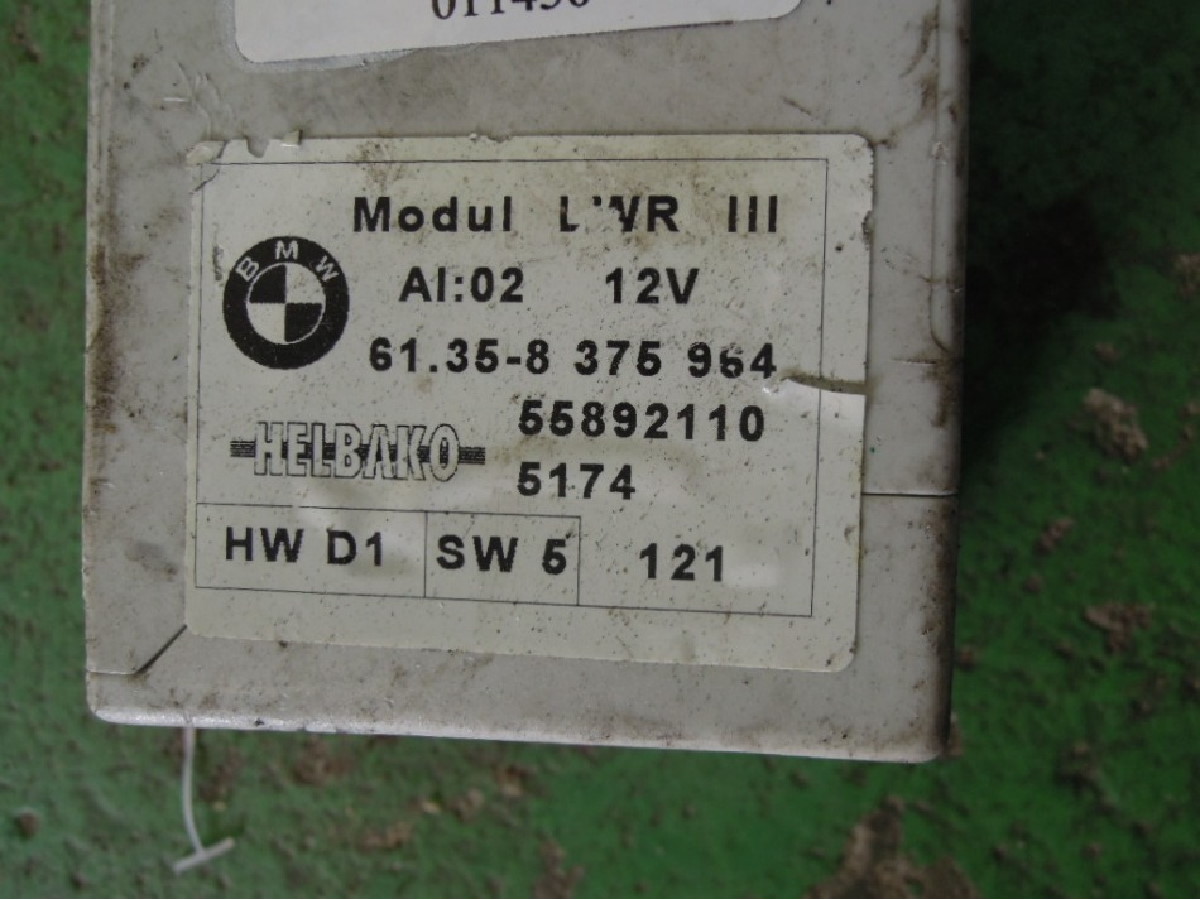 Modul LWR III
BMW
AI:02 12V
61.35-8 375 964
55892110
HELBAKO
5174
HW D1 SW 5 121